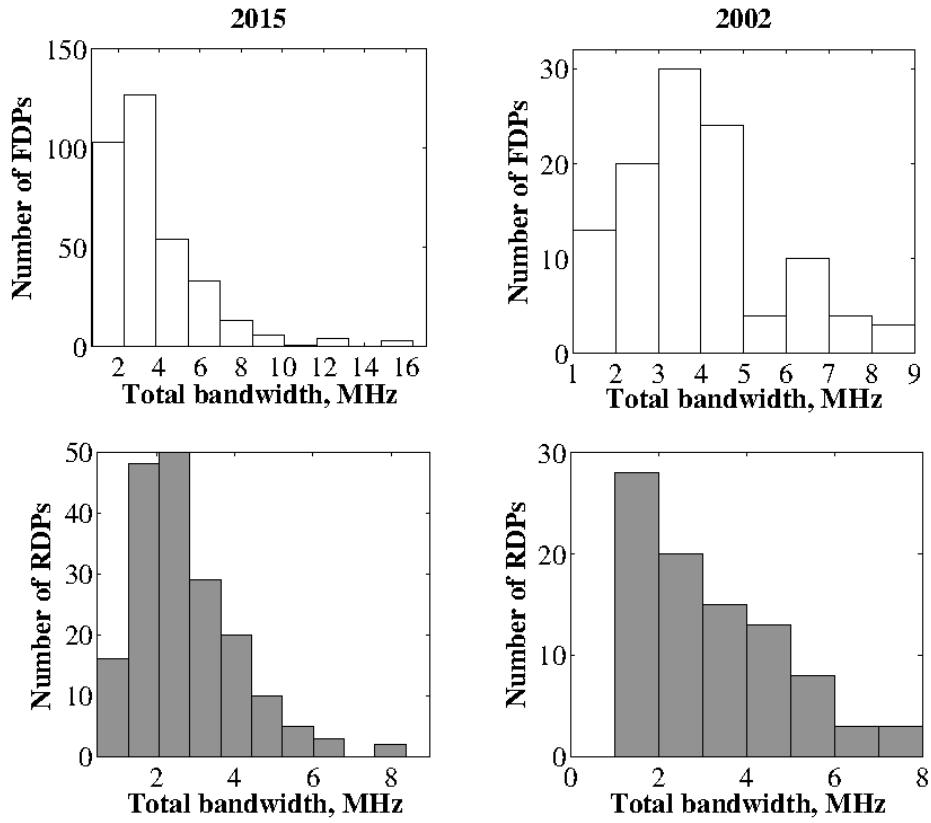 2015
150
100
50
0
Number of FDPs
2 4 6 8 10 12 14 16
Total bandwidth, MHz
2002
30
20
10
0
Number of FDPs
1 2 3 4 5 6 7 8 9
Total bandwidth, MHz
50
40
30
20
10
0
Number of RDPs
2 4 6 8
Total bandwidth, MHz
30
20
10
0
Number of RDPs
0 2 4 6 8
Total bandwidth, MHz